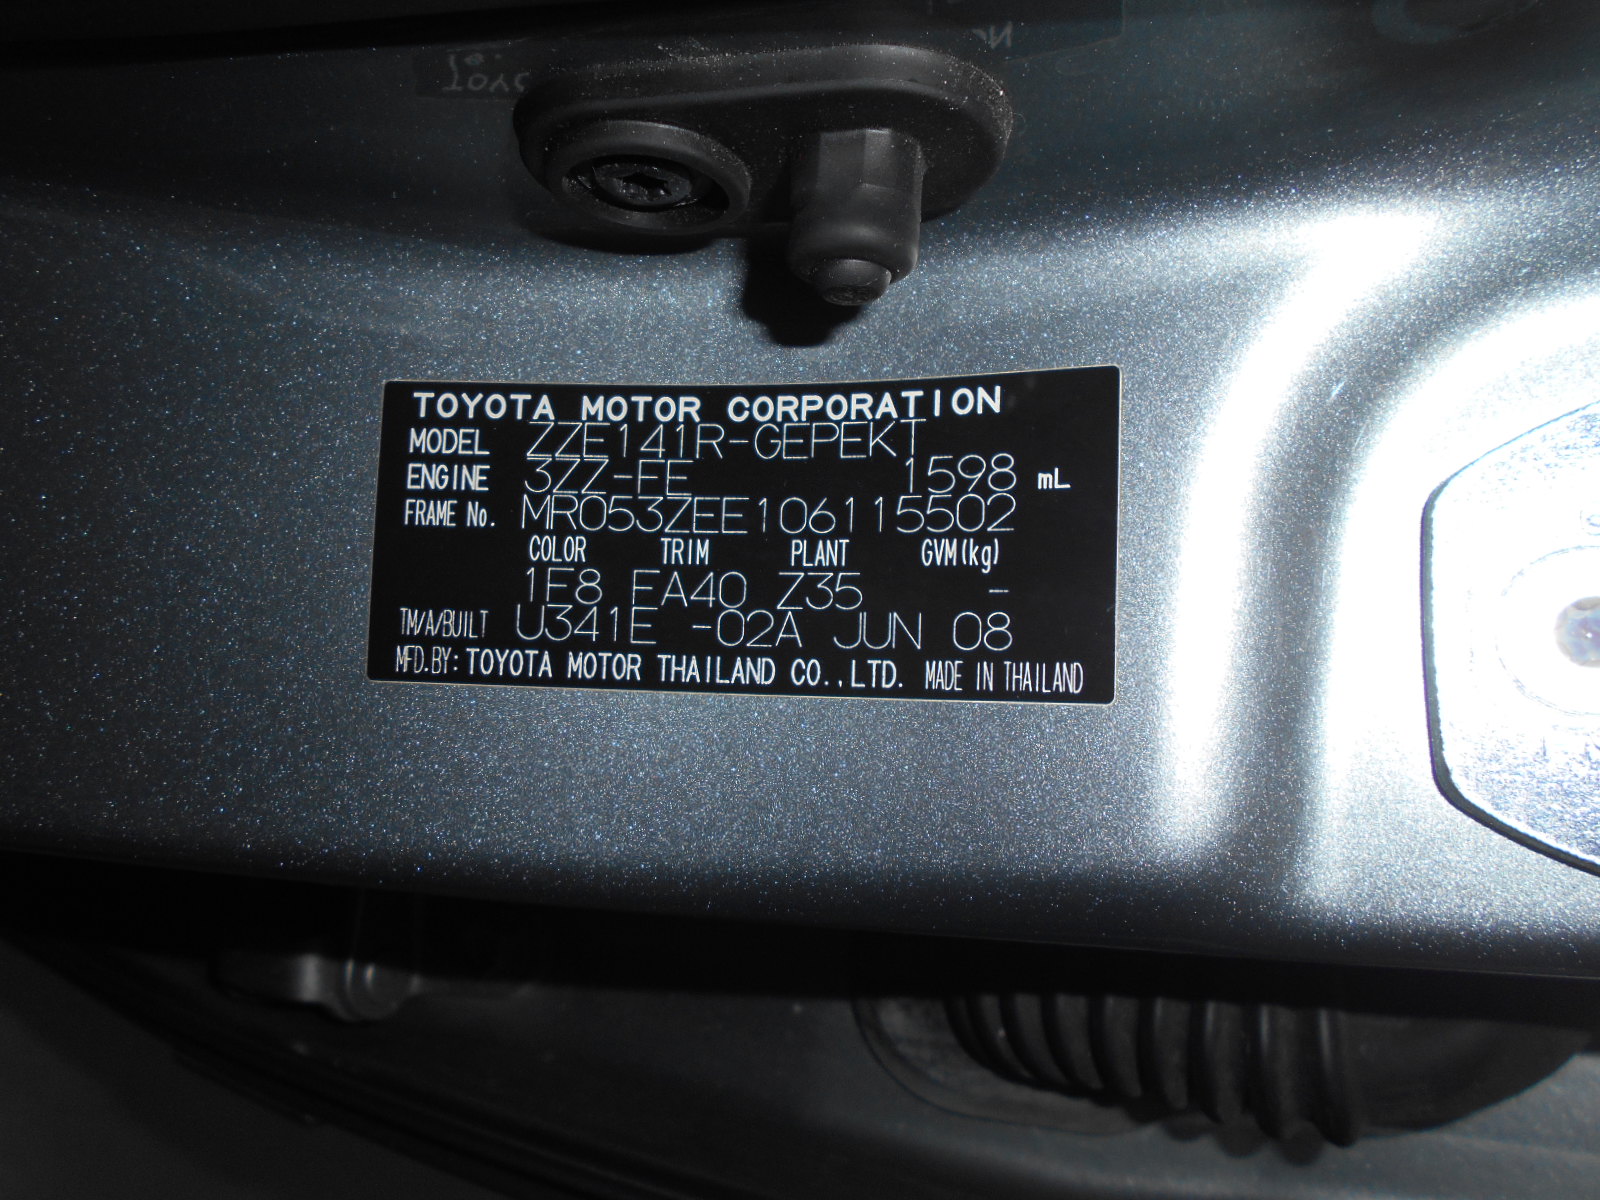 TOYOTA MOTOR CORPORATION
MODEL ZZE141R-GEPEKT
ENGINE 3ZZ-FE 1598 mL
FRAME No. MR053ZEE106115502
COLOR TRIM PLANT GVM(kg)
1F8 FA40 Z35 -
TM/A/BUILT U341E -02A JUN 08
MFD.BY: TOYOTA MOTOR THAILAND CO.,LTD. MADE IN THAILAND